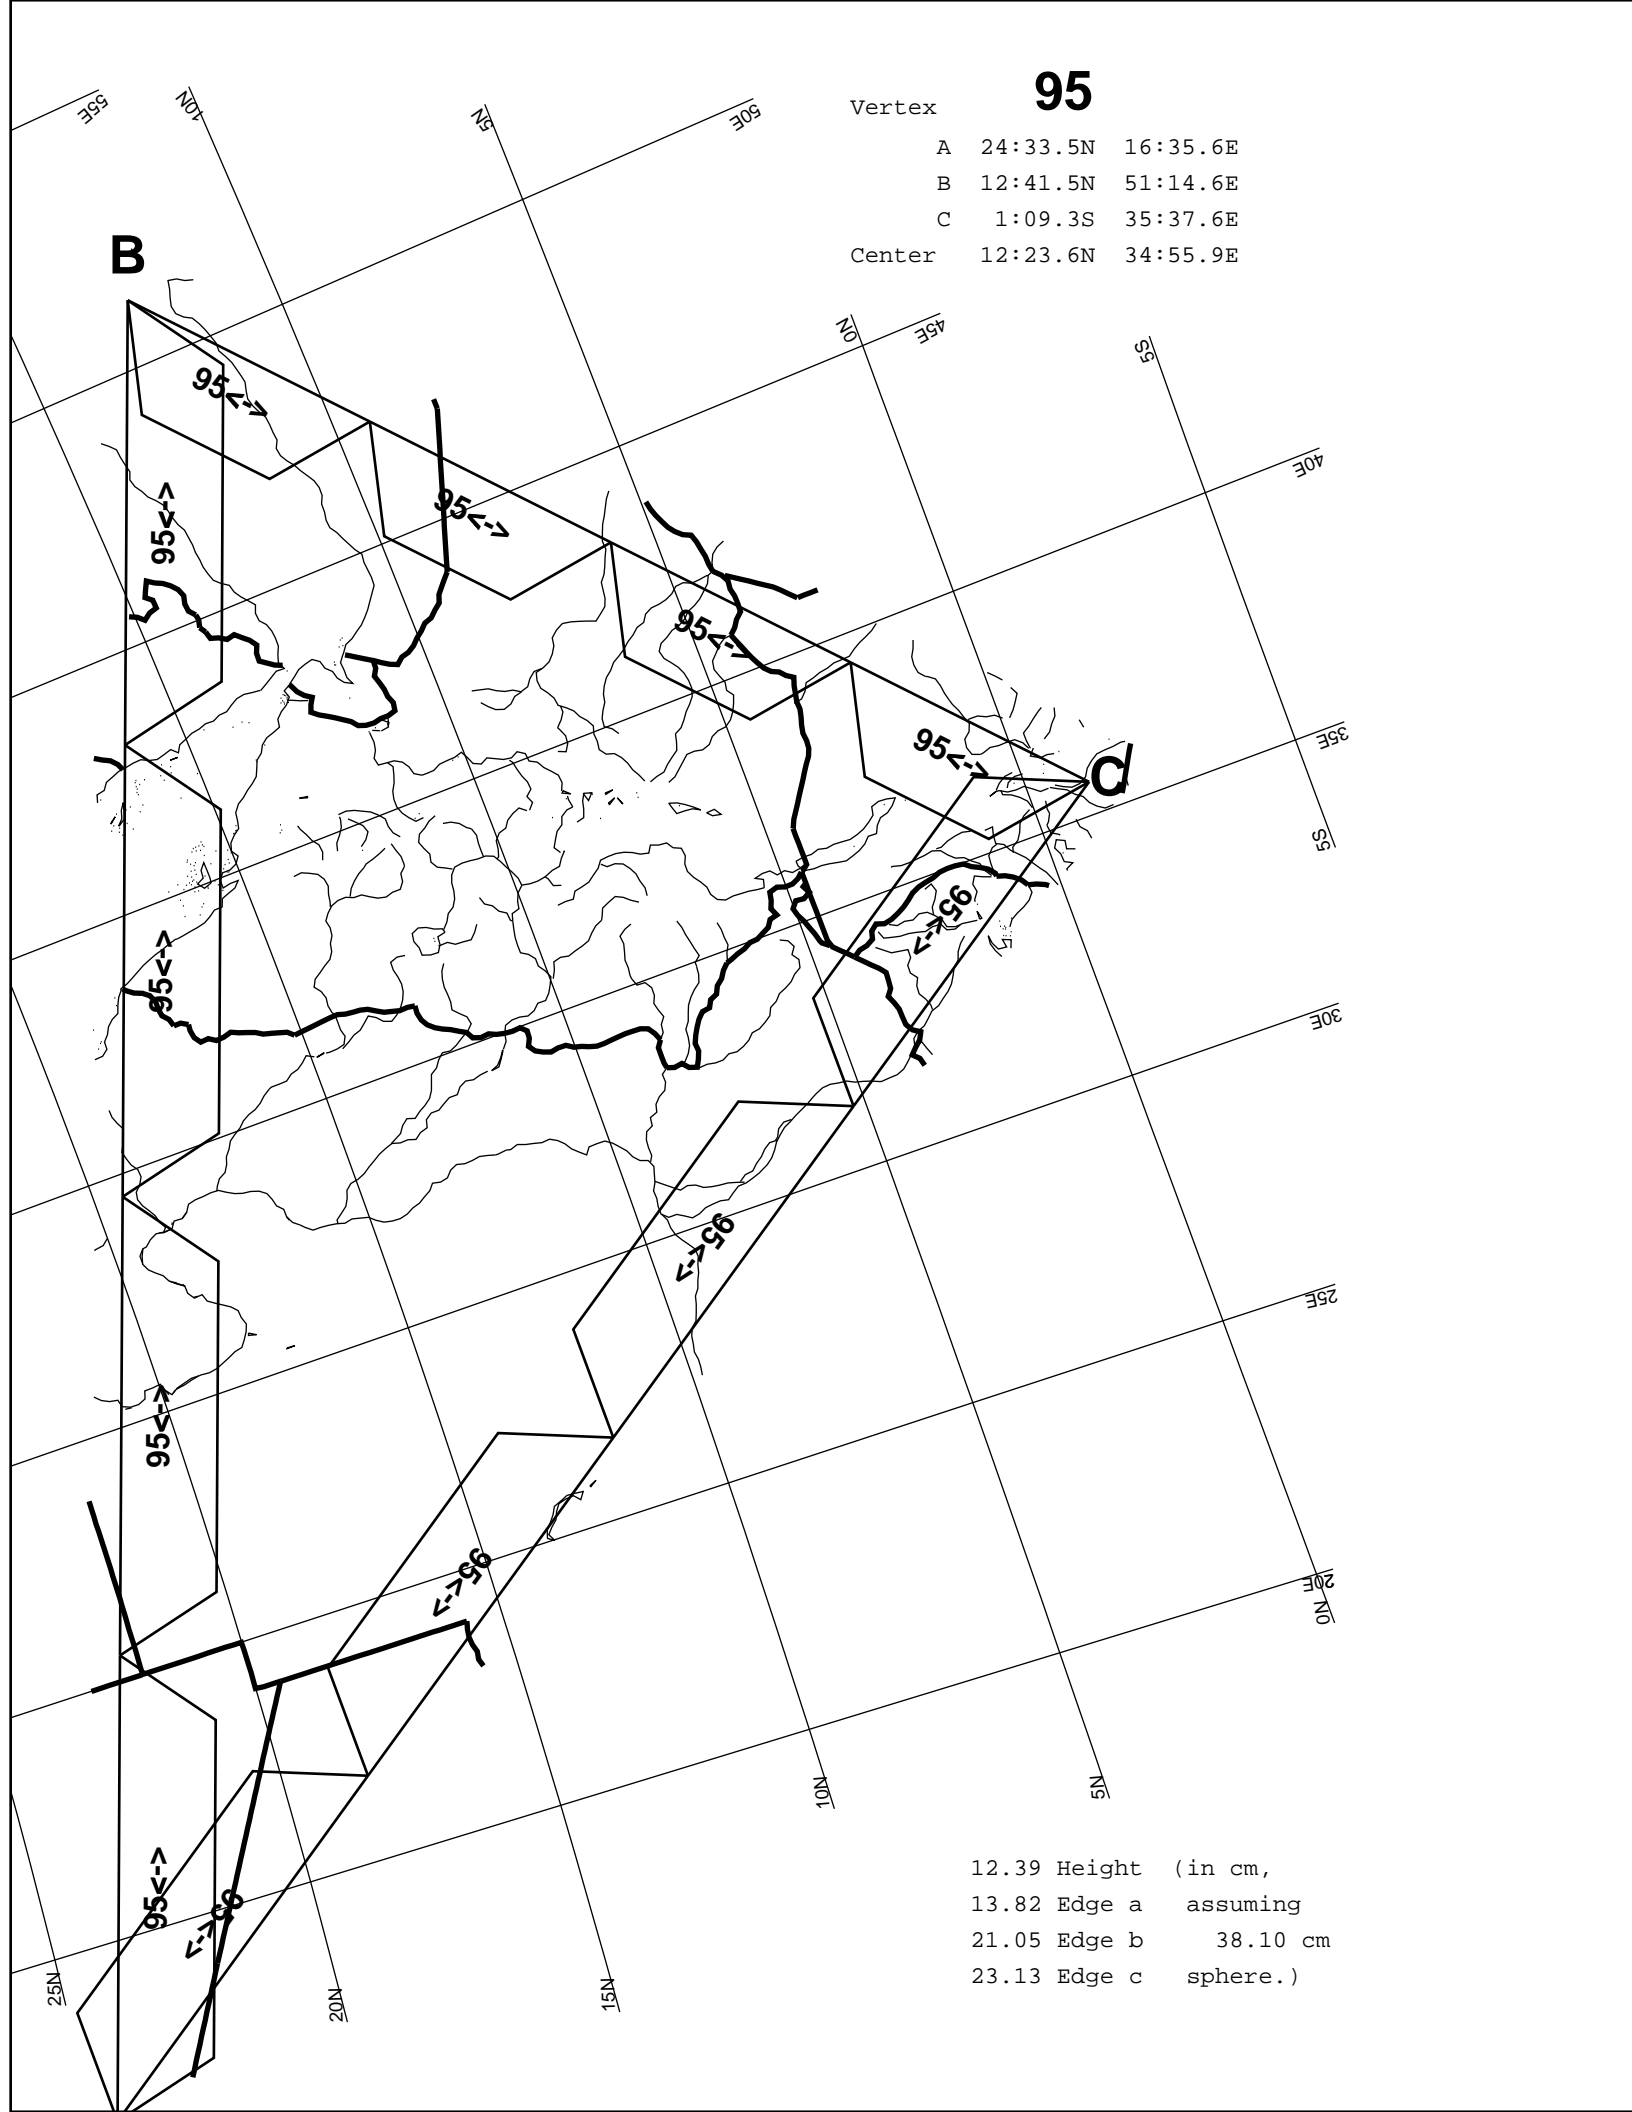 55E
10N
5N
50E
Vertex 95
A 24:33.5N 16:35.6E
B 12:41.5N 51:14.6E
C 1:09.3S 35:37.6E
Center 12:23.6N 34:55.9E
B
0N
45E
5S
95<->
40E
95<->
95<->
95<->
35E
95<->
C
5S
95<->
95<->
30E
95<->
25E
95<->
95<->
20E
0N
10N
5N
95<->
95<->
25N
20N
15N
12.39 Height (in cm,
13.82 Edge a assuming
21.05 Edge b 38.10 cm
23.13 Edge c sphere.)